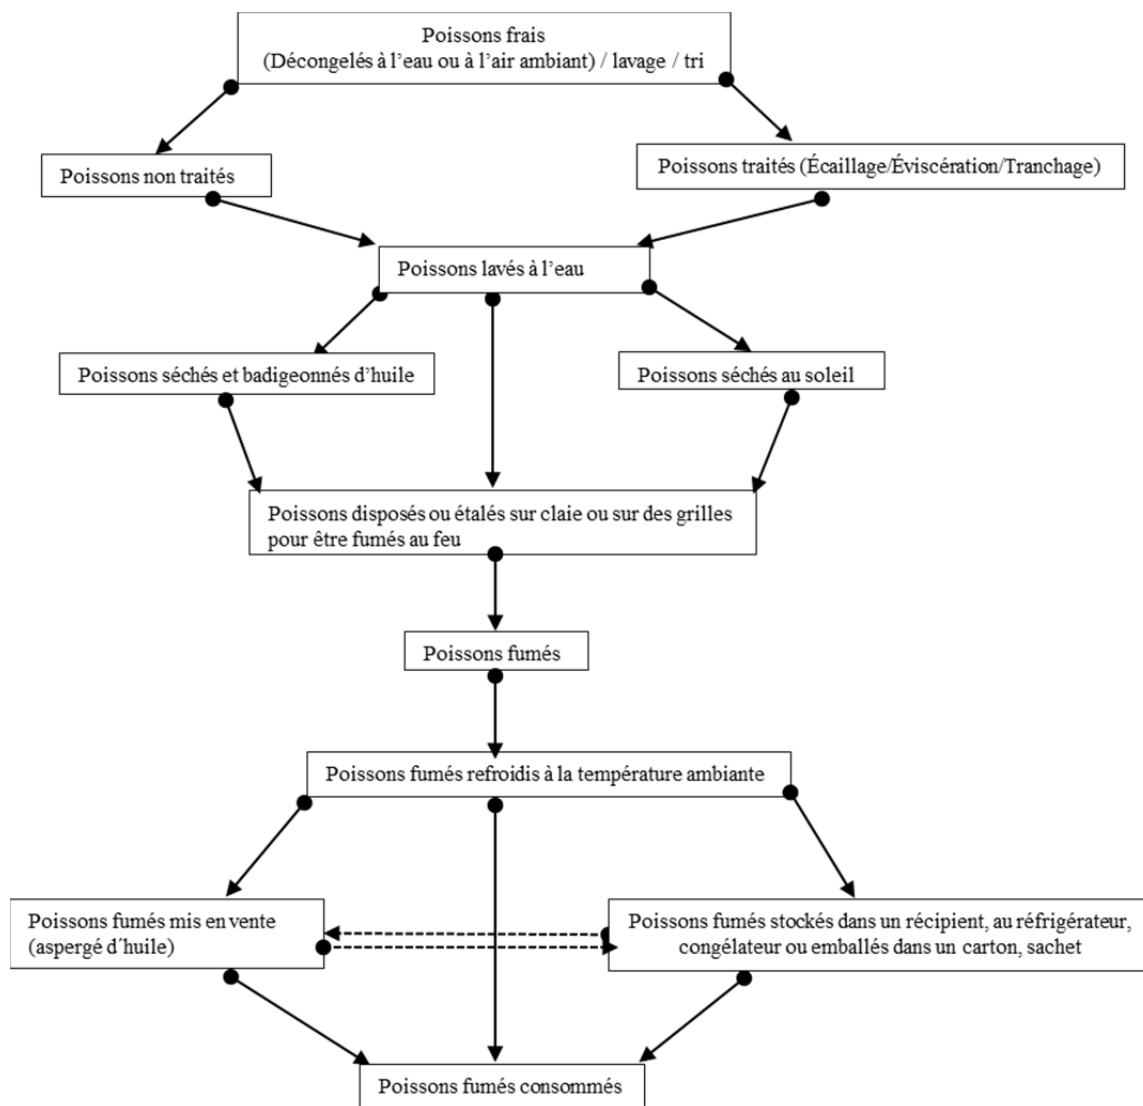 Poissons frais
(Décongelés à l’eau ou à l’air ambiant) / lavage / tri
Poissons non traités
Poissons traités (Écaillage/Éviscération/Tranchage)
Poissons lavés à l’eau
Poissons séchés et badigeonnés d’huile
Poissons séchés au soleil
Poissons disposés ou étalés sur claie ou sur des grilles
pour être fumés au feu
Poissons fumés
Poissons fumés refroidis à la température ambiante
Poissons fumés mis en vente
(aspergé d´huile)
Poissons fumés stockés dans un récipient, au réfrigérateur,
congélateur ou emballés dans un carton, sachet
Poissons fumés consommés